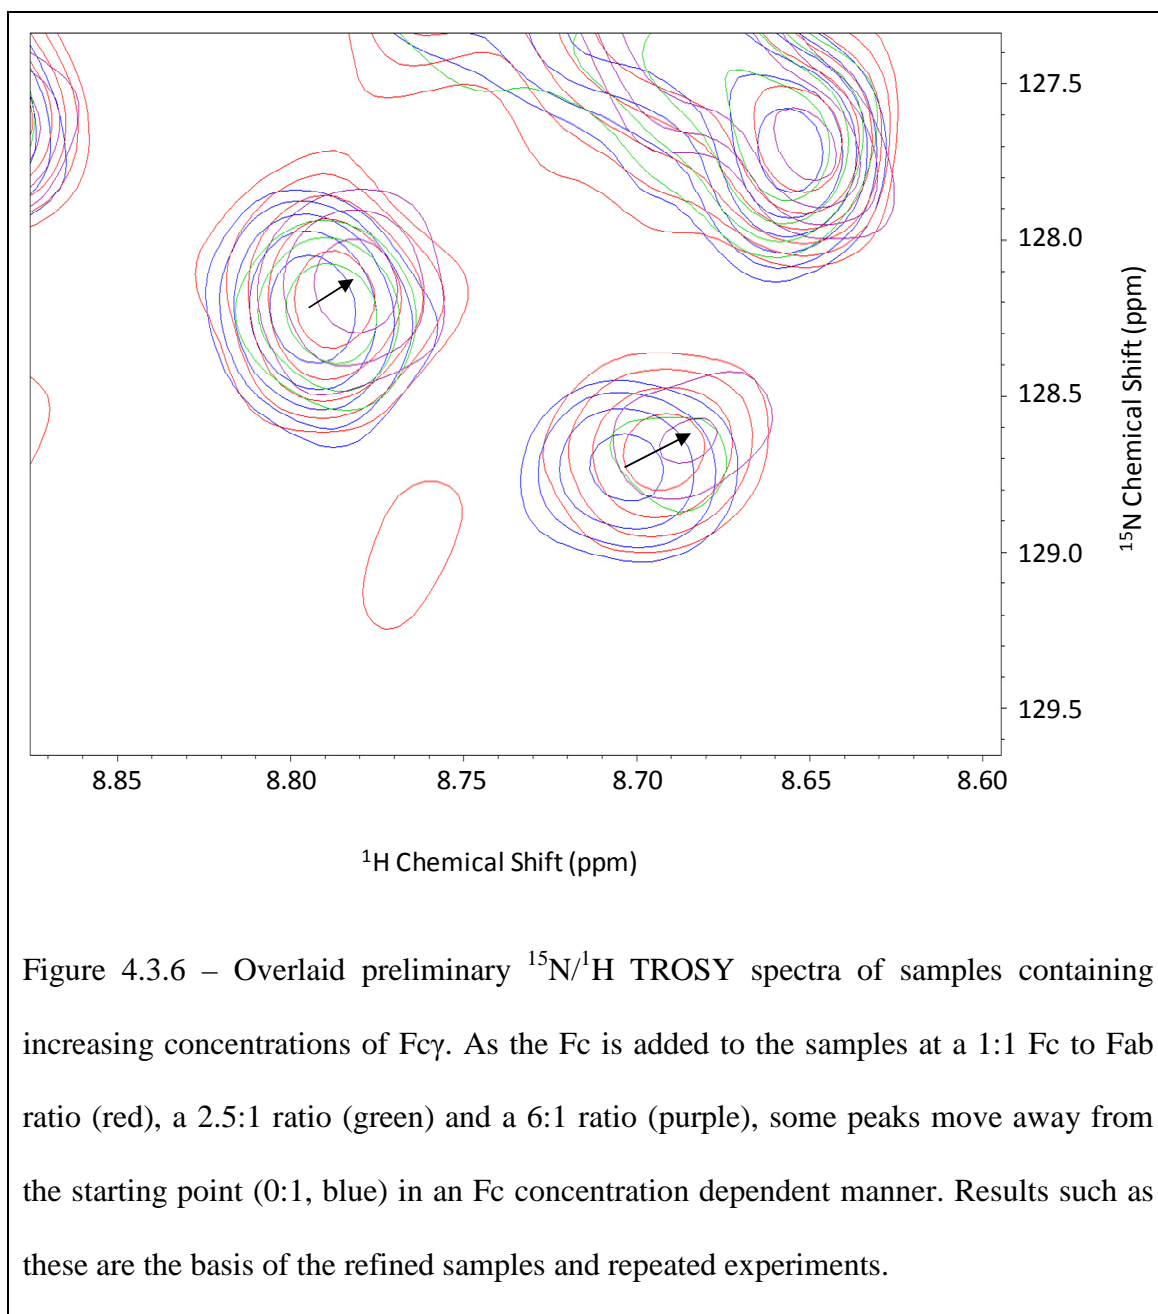 127.5
128.0
128.5
129.0
129.5
¹⁵N Chemical Shift (ppm)
8.85 8.80 8.75 8.70 8.65 8.60
¹H Chemical Shift (ppm)
Figure 4.3.6 – Overlaid preliminary ¹⁵N/¹H TROSY spectra of samples containing
increasing concentrations of Fcγ. As the Fc is added to the samples at a 1:1 Fc to Fab
ratio (red), a 2.5:1 ratio (green) and a 6:1 ratio (purple), some peaks move away from
the starting point (0:1, blue) in an Fc concentration dependent manner. Results such as
these are the basis of the refined samples and repeated experiments.